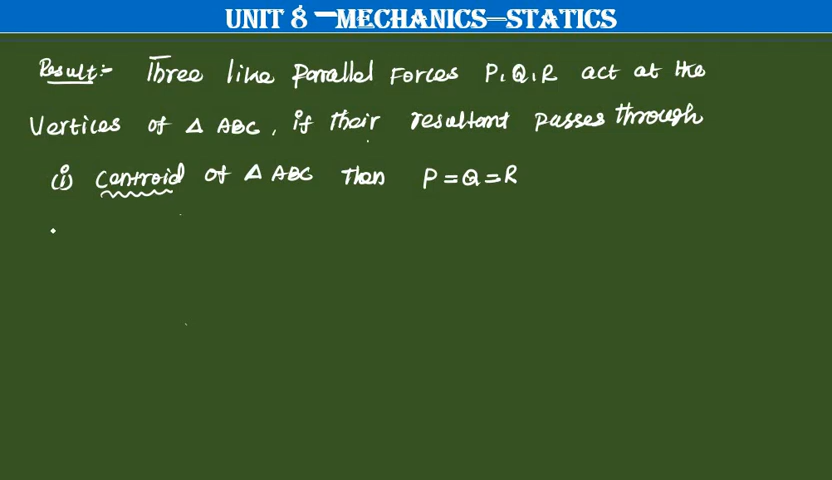 UNIT 8 –MECHANICS–STATICS
Result:- Three like parallel Forces P, Q, R act at the
Vertices of Δ ABC, if their resultant passes through
(i) Centroid of Δ ABC Then P = Q = R